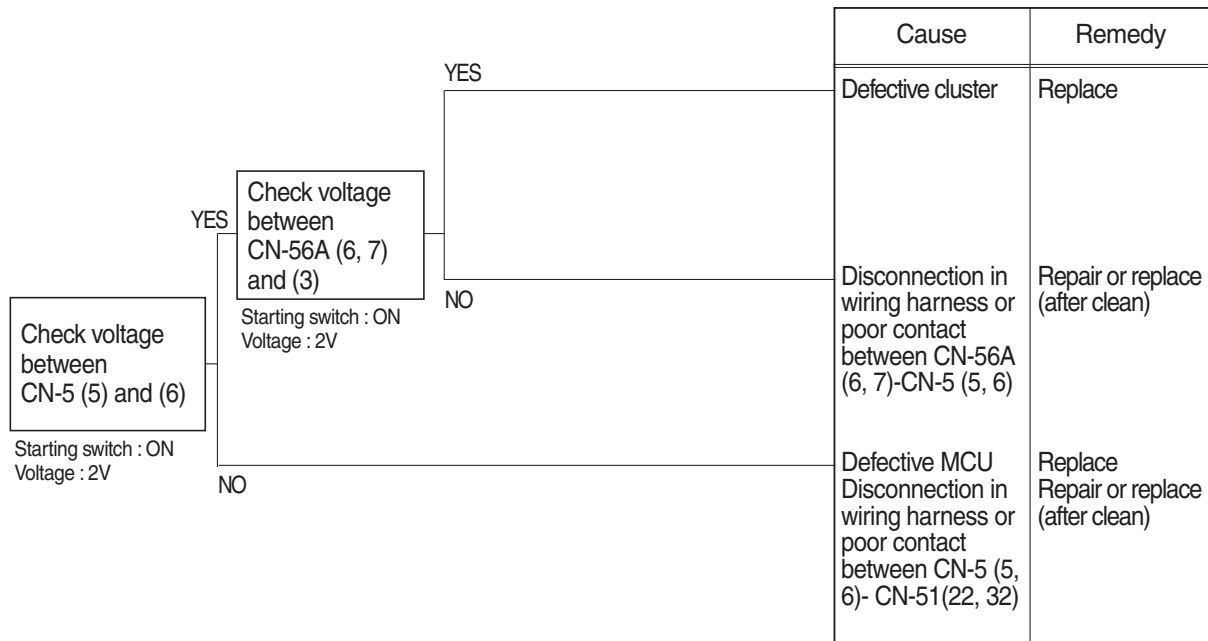 Cause
Remedy
YES
Defective cluster
Replace
Check voltage
between
CN-56A (6, 7)
and (3)
YES
Starting switch : ON
Voltage : 2V
NO
Disconnection in
wiring harness or
poor contact
between CN-56A
(6, 7)-CN-5 (5, 6)
Repair or replace
(after clean)
Check voltage
between
CN-5 (5) and (6)
Starting switch : ON
Voltage : 2V
NO
Defective MCU
Disconnection in
wiring harness or
poor contact
between CN-5 (5,
6)- CN-51(22, 32)
Replace
Repair or replace
(after clean)